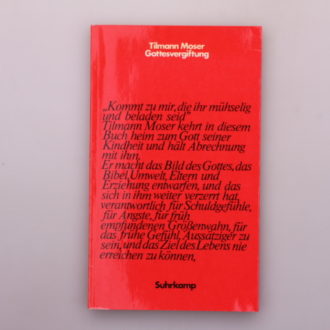 Tilmann Moser
Gottesvergiftung
„Kommt zu mir, die ihr mühselig
und beladen seid"
Tilmann Moser kehrt in diesem
Buch heim zum Gott seiner
Kindheit und hält Abrechnung
mit ihm.
Er macht das Bild des Gottes, das
Bibel, Umwelt, Eltern und
Erziehung entwarfen, und das
sich in ihm weiter verzerrt hat,
verantwortlich für Schuldgefühle,
für Ängste, für früh
empfundenen Größenwahn, für
das frühe Gefühl, Aussätziger zu
sein, und das Ziel des Lebens nie
erreichen zu können.
Suhrkamp